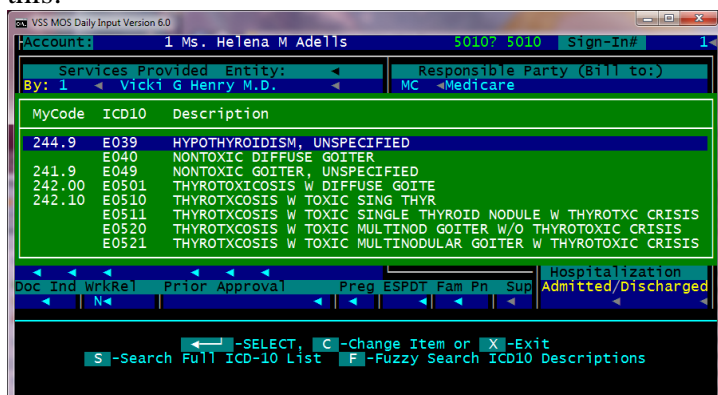 this.
VSS MOS Daily Input Version 6.0
Account: 1 Ms. Helena M Adells 5010? 5010 Sign-In# 1
Services Provided Entity: Responsible Party (Bill to:)
By: 1 Vicki G Henry M.D. MC Medicare
MyCode ICD10 Description
244.9 E039 HYPOTHYROIDISM, UNSPECIFIED
E040 NONTOXIC DIFFUSE GOITER
241.9 E049 NONTOXIC GOITER, UNSPECIFIED
242.00 E0501 THYROTOXICOSIS W DIFFUSE GOITE
242.10 E0510 THYROTXCOSIS W TOXIC SING THYR
E0511 THYROTXCOSIS W TOXIC SINGLE THYROID NODULE W THYROTXC CRISIS
E0520 THYROTXCOSIS W TOXIC MULTINOD GOITER W/O THYROTOXIC CRISIS
E0521 THYROTXCOSIS W TOXIC MULTINODULAR GOITER W THYROTOXIC CRISIS
Hospitalization
Doc Ind WrkRel Prior Approval Preg ESPDT Fam Pn Sup Admitted/Discharged
N
-SELECT, C -Change Item or X -Exit
S -Search Full ICD-10 List F -Fuzzy Search ICD10 Descriptions